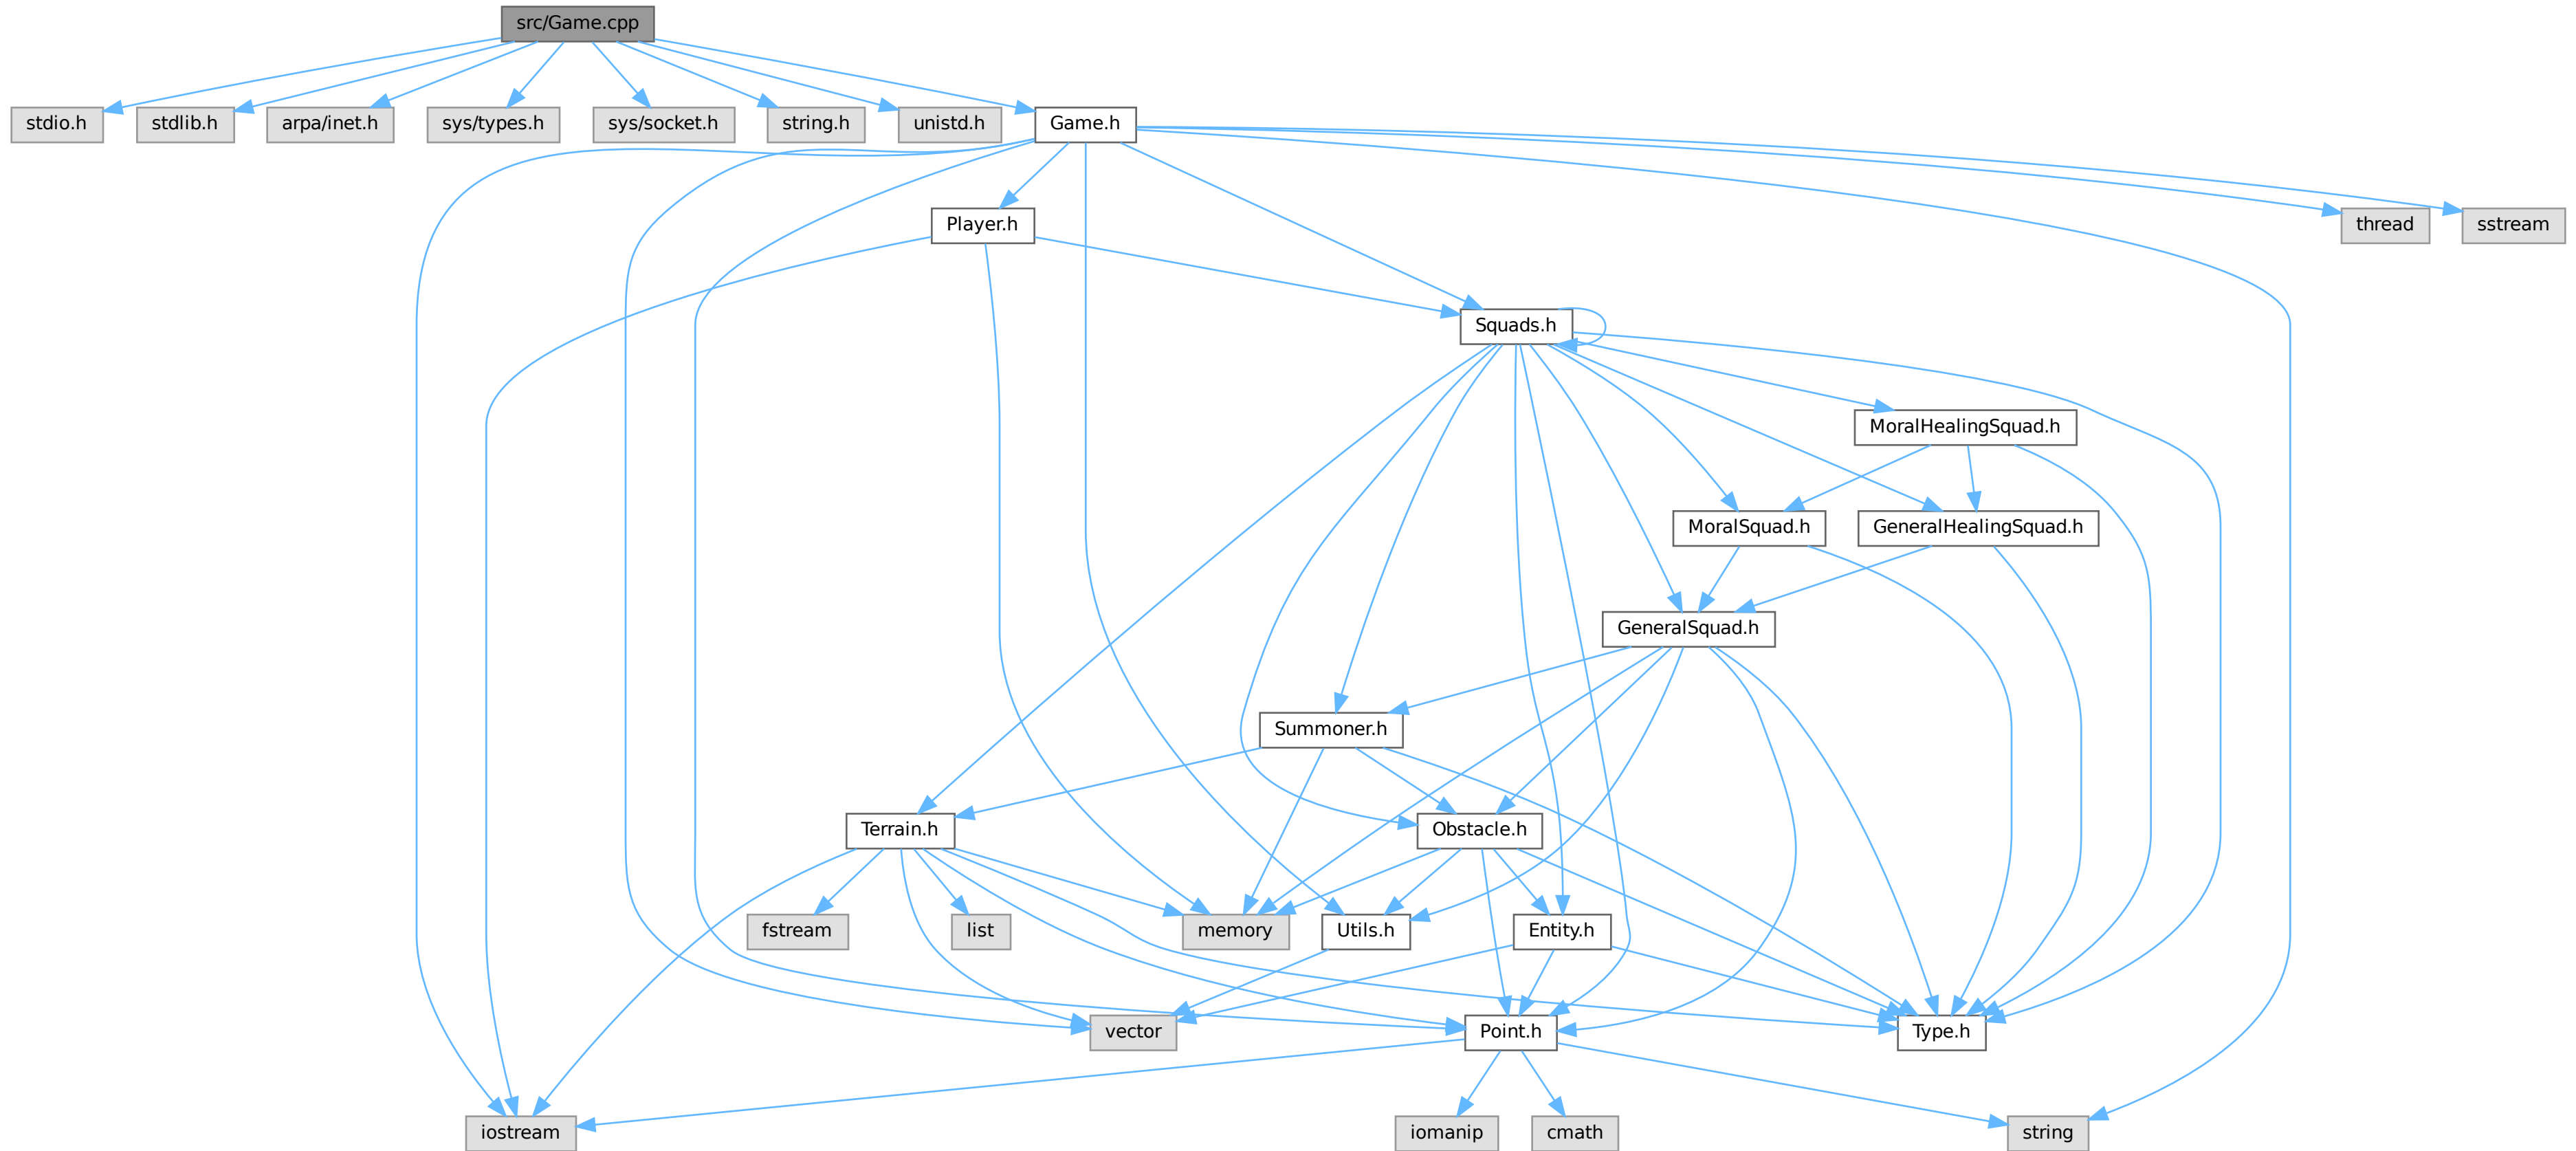 src/Game.cpp
stdio.h
stdlib.h
arpa/inet.h
sys/types.h
sys/socket.h
string.h
unistd.h
Game.h
Player.h
thread
sstream
Squads.h
MoralHealingSquad.h
MoralSquad.h
GeneralHealingSquad.h
GeneralSquad.h
Summoner.h
Terrain.h
Obstacle.h
fstream
list
memory
Utils.h
Entity.h
vector
Point.h
Type.h
iostream
iomanip
cmath
string